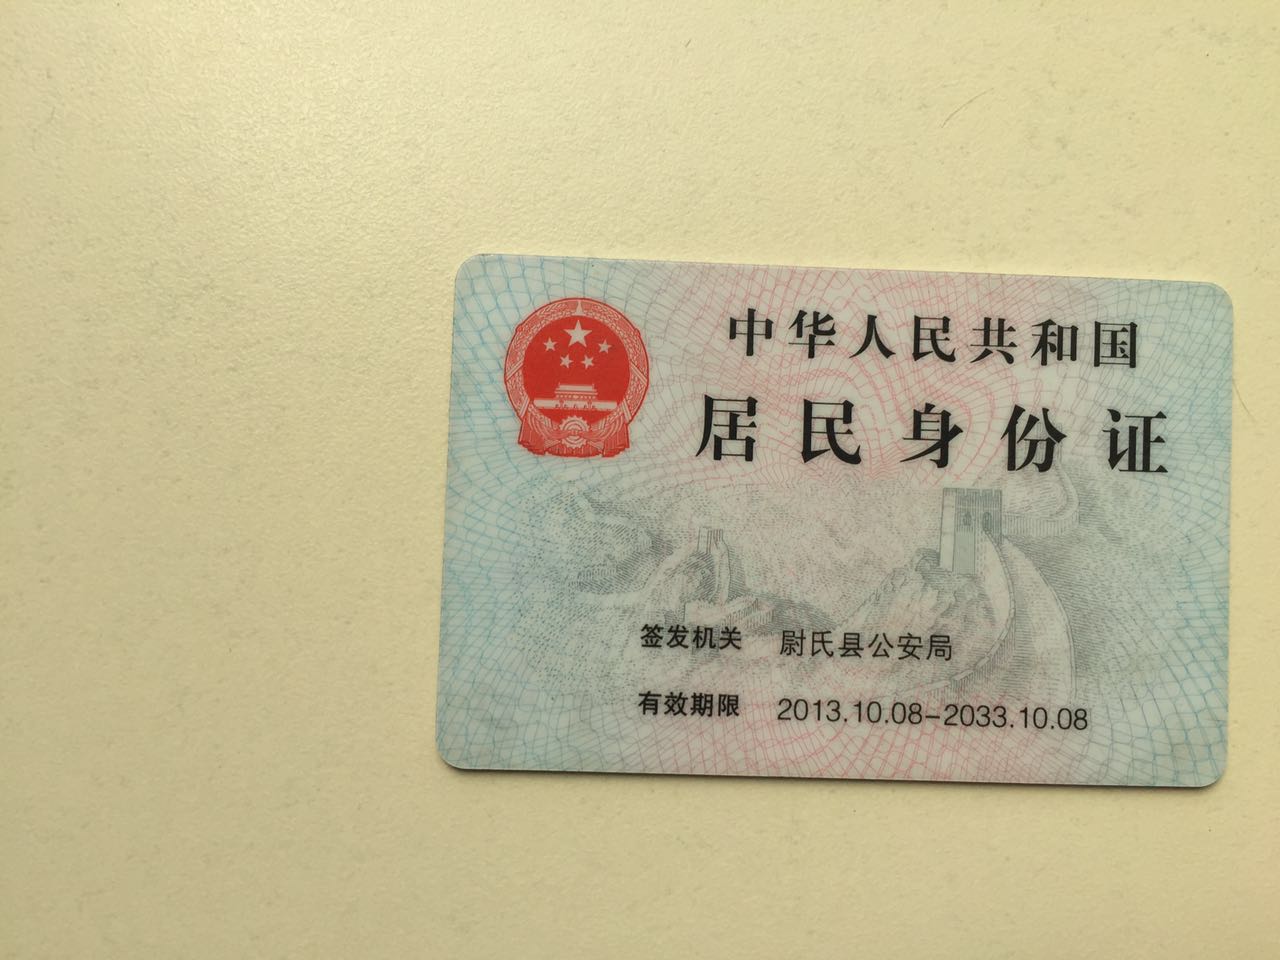 中华人民共和国
居民身份证
签发机关 尉氏县公安局
有效期限 2013.10.08-2033.10.08